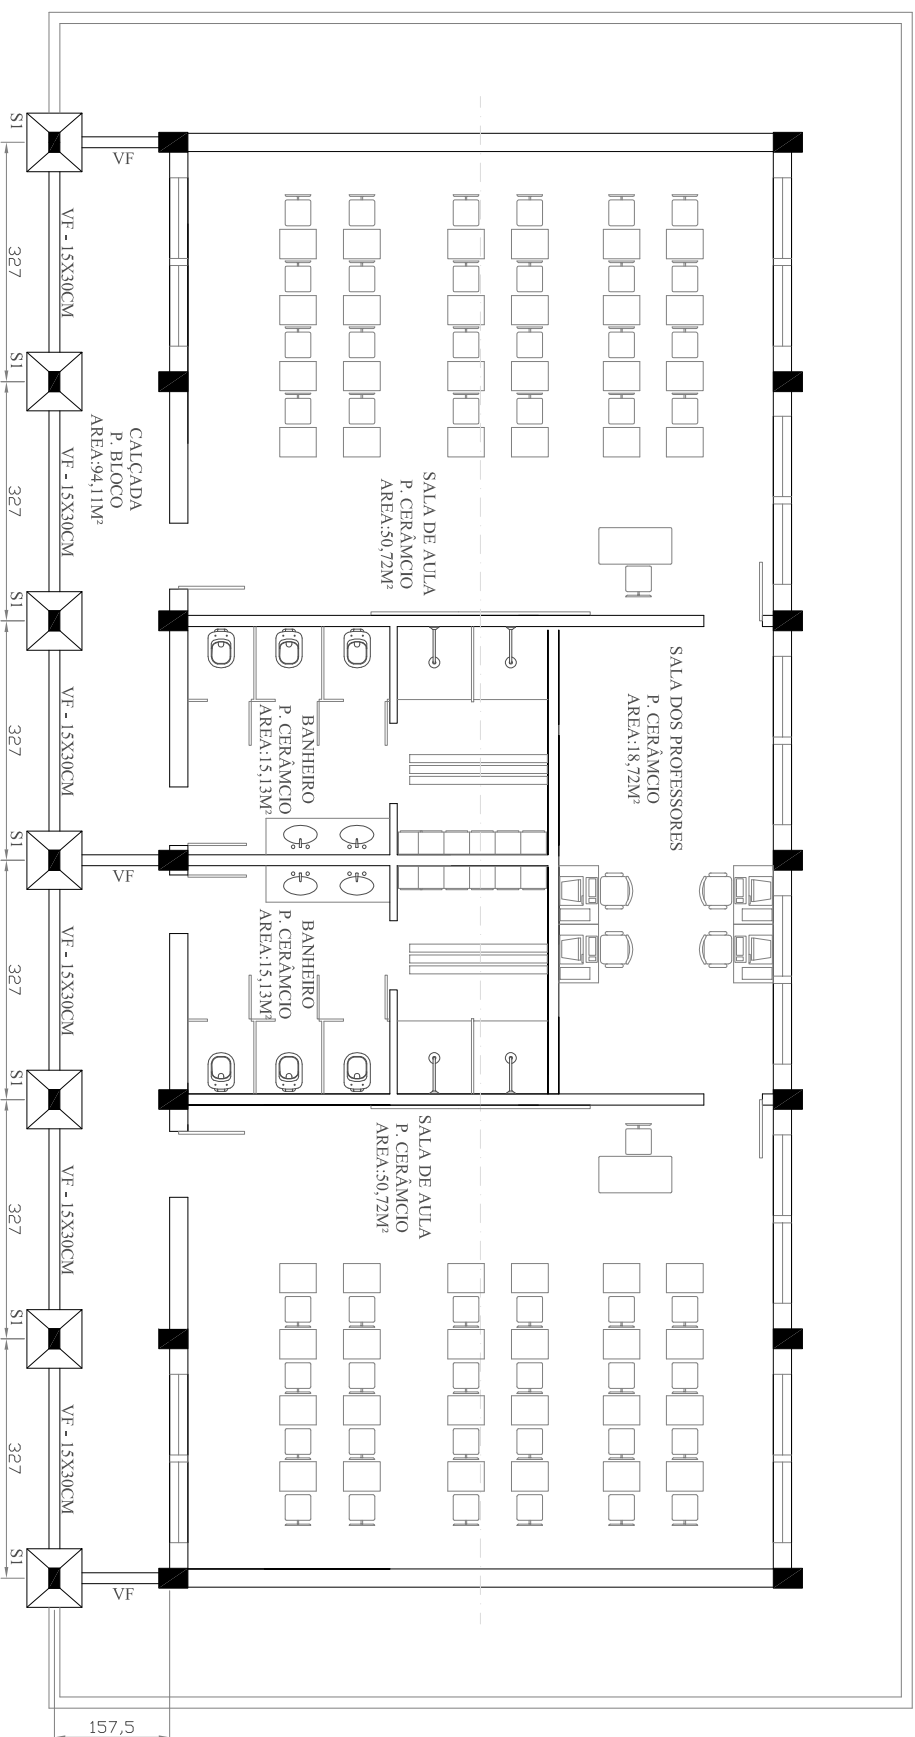 S1
S1
S1
S1
S1
S1
S1
327
327
327
327
327
327
VF - 15X30CM
VF - 15X30CM
VF - 15X30CM
VF - 15X30CM
VF - 15X30CM
VF - 15X30CM
VF
VF
VF
CALÇADA
P. BLOCO
AREA:94,11M²
SALA DE AULA
P. CERÂMCIO
AREA:50,72M²
SALA DOS PROFESSORES
P. CERÂMCIO
AREA:18,72M²
BANHEIRO
P. CERÂMCIO
AREA:15,13M²
BANHEIRO
P. CERÂMCIO
AREA:15,13M²
SALA DE AULA
P. CERÂMCIO
AREA:50,72M²
157,5